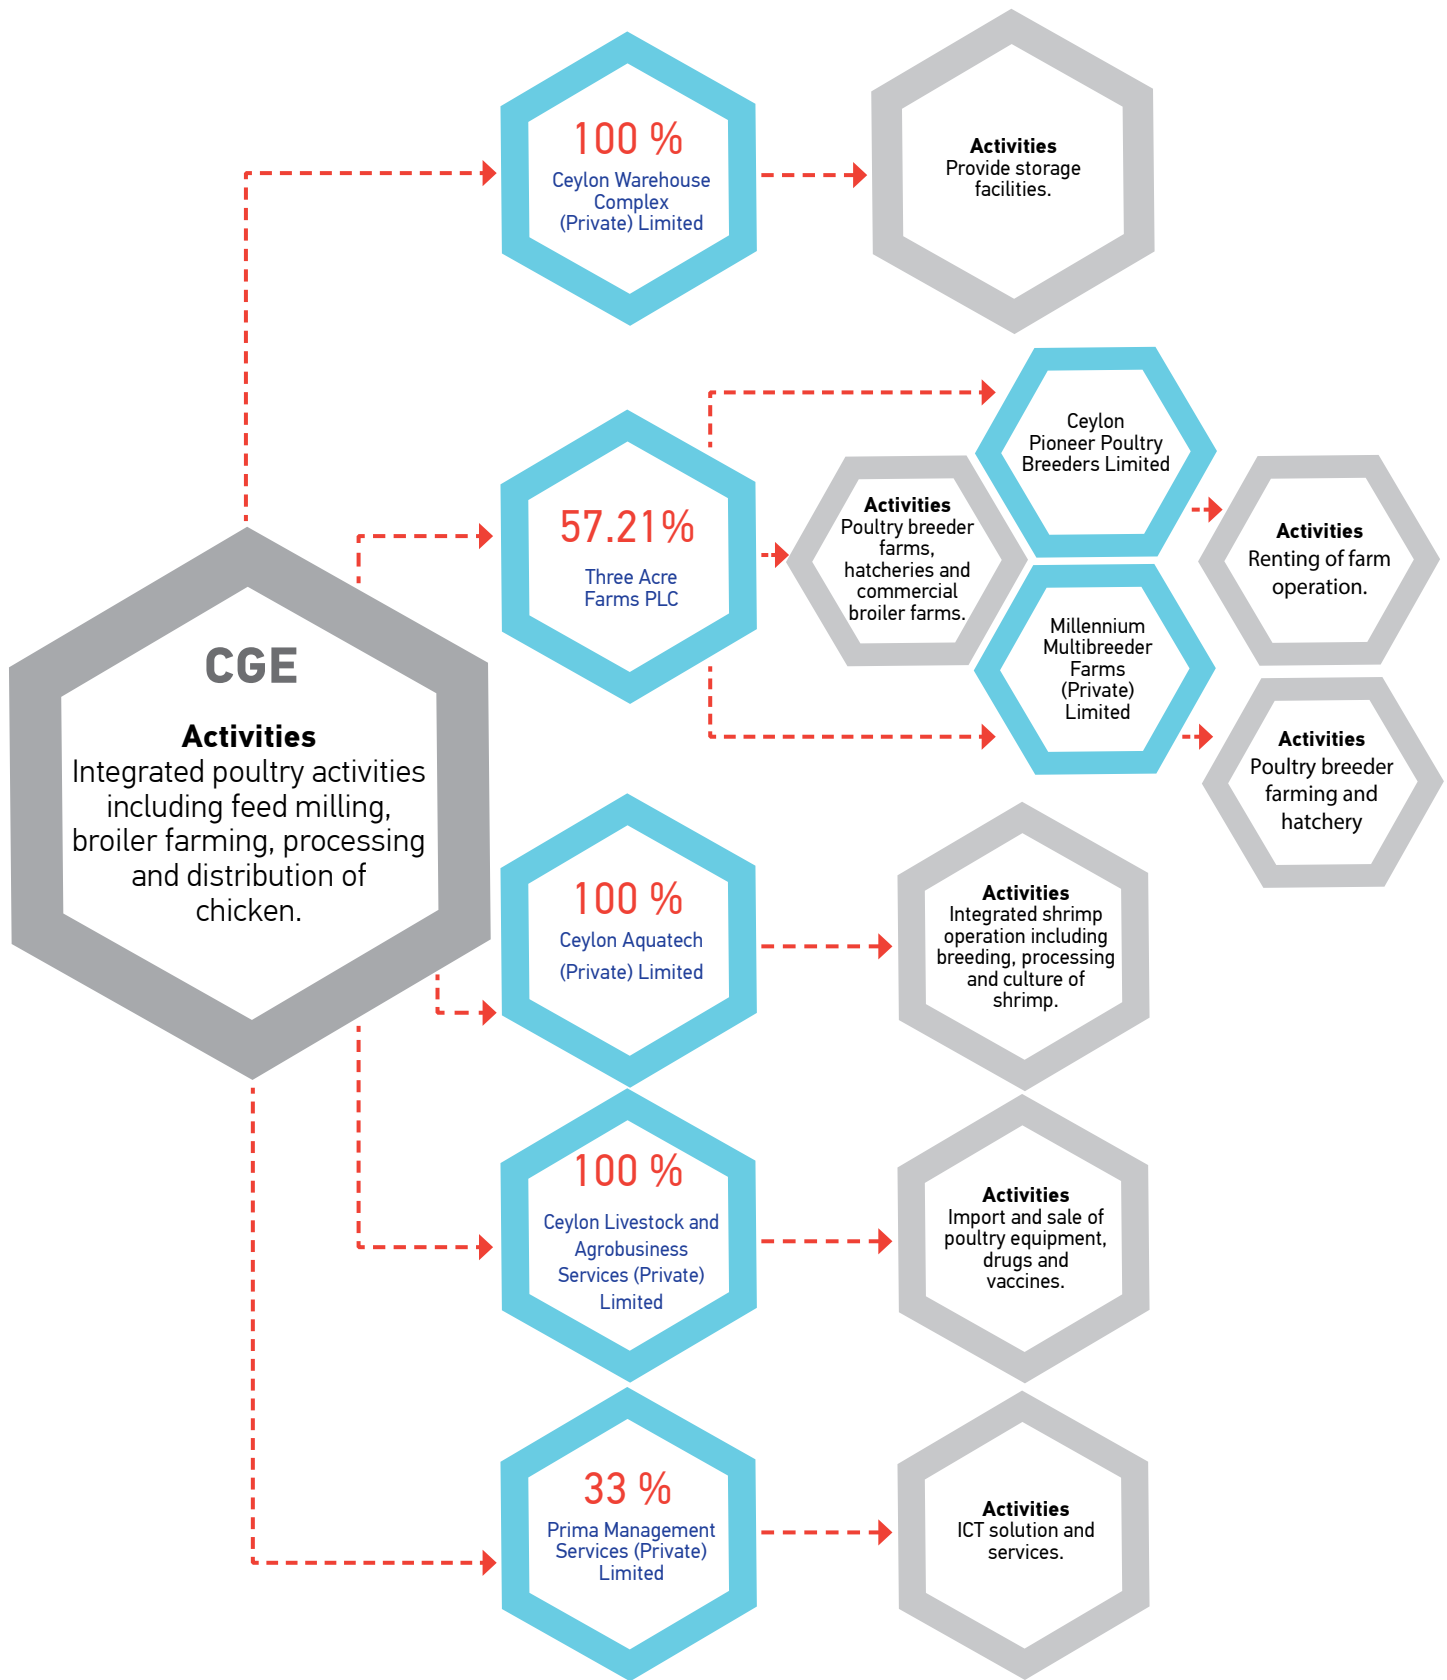 CGE
Activities
Integrated poultry activities
including feed milling,
broiler farming, processing
and distribution of
chicken.
100 %
Ceylon Warehouse
Complex
(Private) Limited
Activities
Provide storage
facilities.
57.21%
Three Acre
Farms PLC
Activities
Poultry breeder
farms,
hatcheries and
commercial
broiler farms.
Ceylon
Pioneer Poultry
Breeders Limited
Activities
Renting of farm
operation.
Millennium
Multibreeder
Farms
(Private)
Limited
Activities
Poultry breeder
farming and
hatchery
100 %
Ceylon Aquatech
(Private) Limited
Activities
Integrated shrimp
operation including
breeding, processing
and culture of
shrimp.
100 %
Ceylon Livestock and
Agrobusiness
Services (Private)
Limited
Activities
Import and sale of
poultry equipment,
drugs and
vaccines.
33 %
Prima Management
Services (Private)
Limited
Activities
ICT solution and
services.